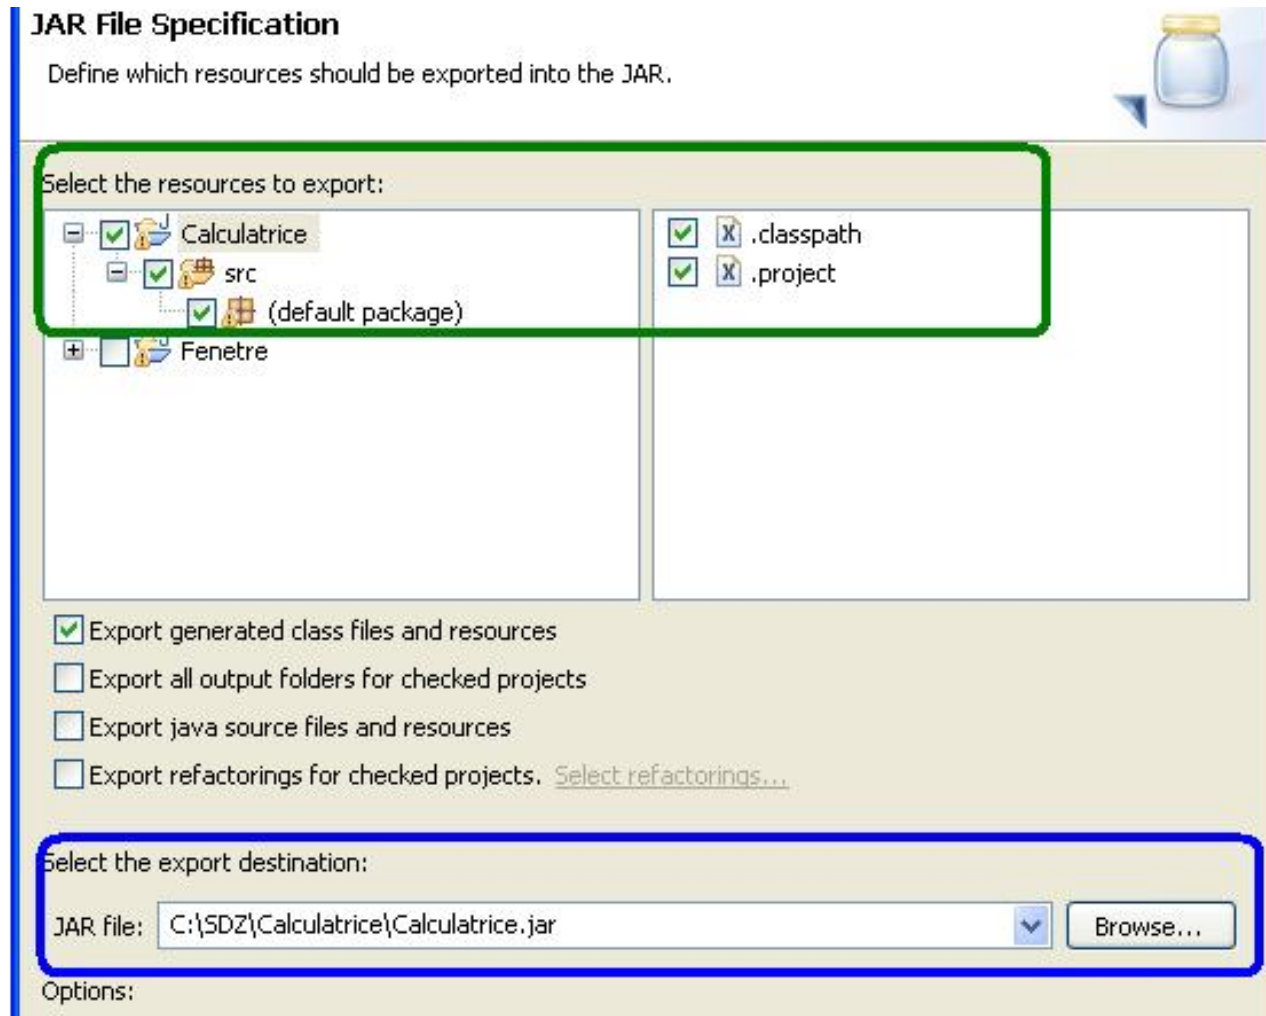 JAR File Specification
Define which resources should be exported into the JAR.
Select the resources to export:
Calculatrice
src
(default package)
Fenetre
.classpath
.project
Export generated class files and resources
Export all output folders for checked projects
Export java source files and resources
Export refactorings for checked projects. Select refactorings...
Select the export destination:
JAR file: C:\SDZ\Calculatrice\Calculatrice.jar Browse...
Options: